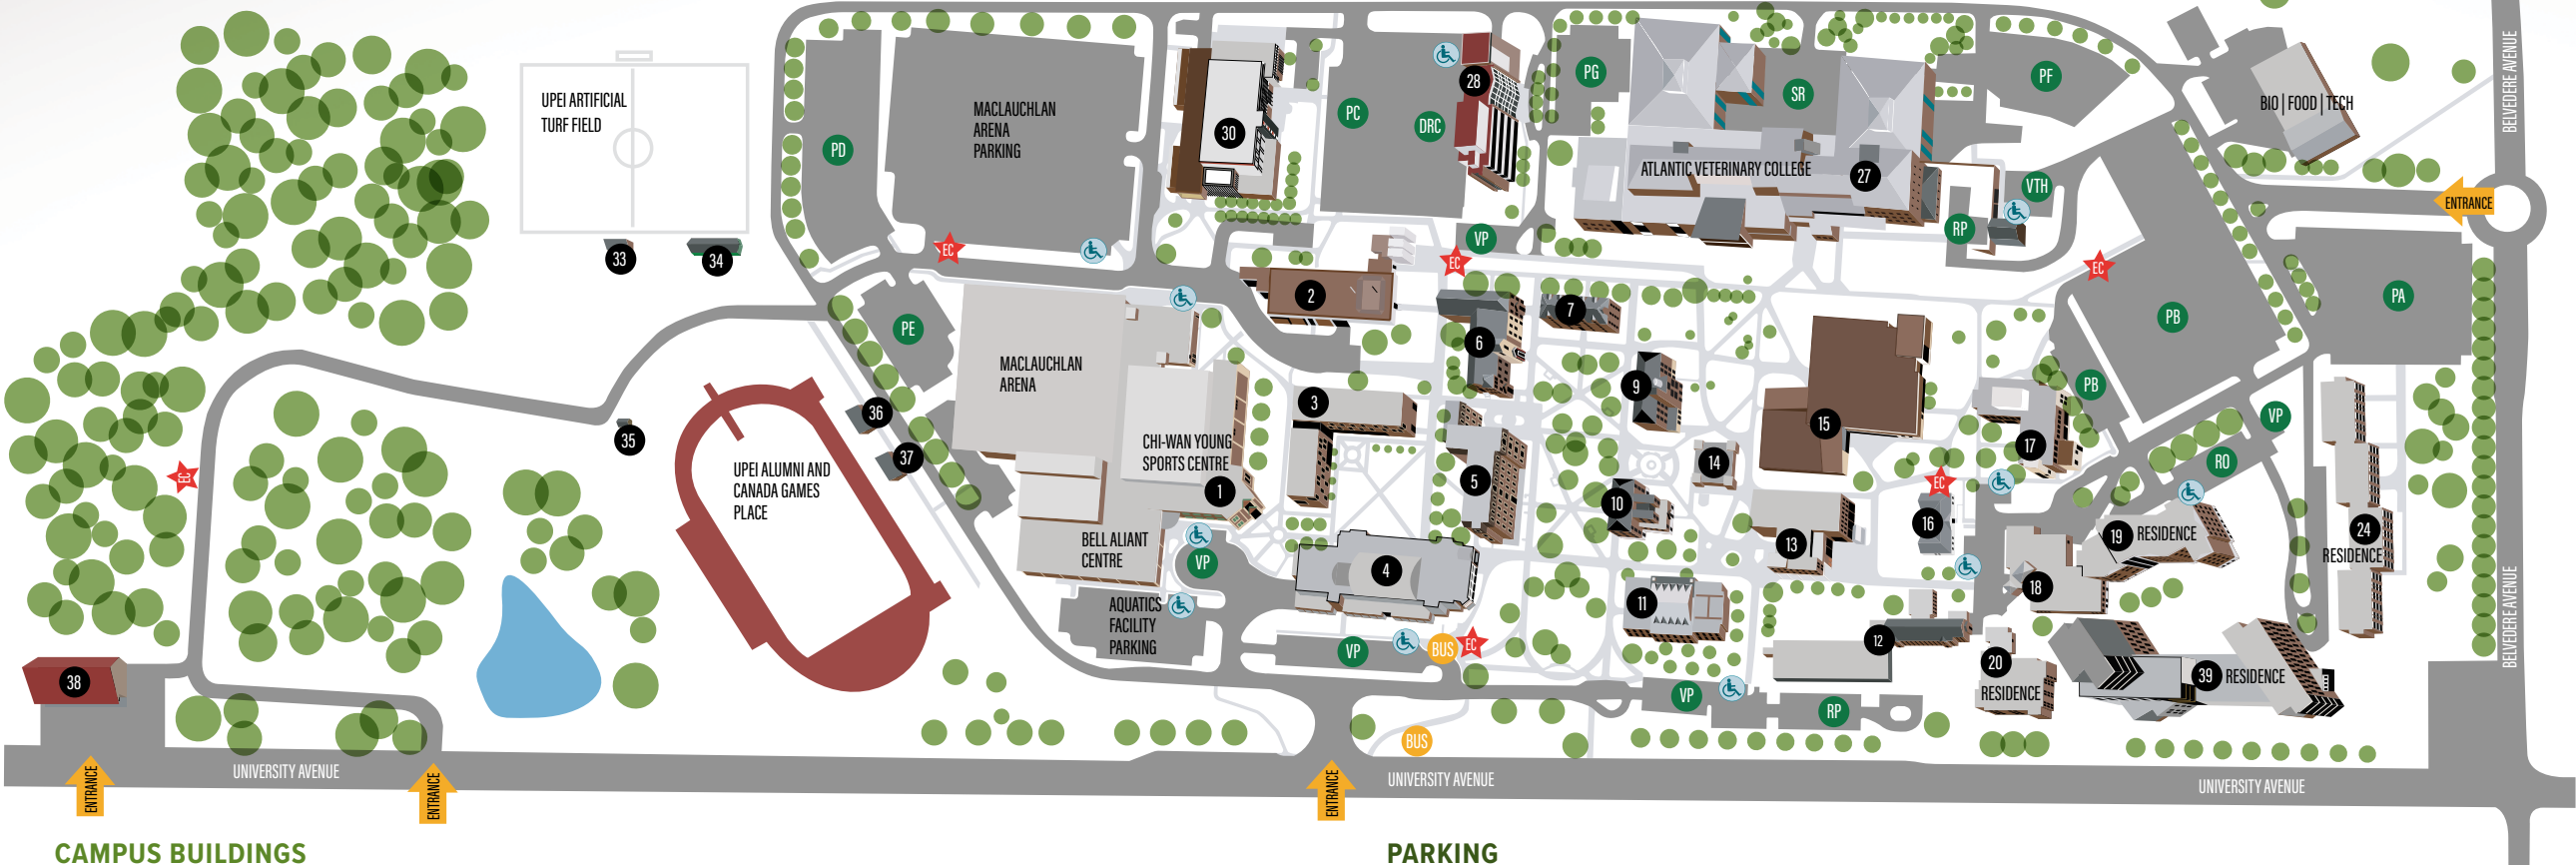 UPEI ARTIFICIAL
TURF FIELD
33
34
35
36
37
38
EC
UPEI ALUMNI AND
CANADA GAMES
PLACE
PD
MACLAUCHLAN
ARENA
PARKING
EC
PE
MACLAUCHLAN
ARENA
CHI-WAN YOUNG
SPORTS CENTRE
1
BELL ALIANT
CENTRE
VP
AQUATICS
FACILITY
PARKING
30
PC
DRC
28
PG
SR
ATLANTIC VETERINARY COLLEGE
27
PF
VTH
RP
BIO | FOOD | TECH
BELVEDERE AVENUE
ENTRANCE
VP
EC
2
3
4
5
6
7
9
10
11
12
13
14
15
16
EC
17
18
19 RESIDENCE
20
RESIDENCE
24
RESIDENCE
39 RESIDENCE
EC
PB
PA
PB
VP
RO
BELVEDERE AVENUE
VP
BUS
EC
VP
RP
BUS
UNIVERSITY AVENUE
UNIVERSITY AVENUE
UNIVERSITY AVENUE
ENTRANCE
ENTRANCE
ENTRANCE
CAMPUS BUILDINGS
PARKING